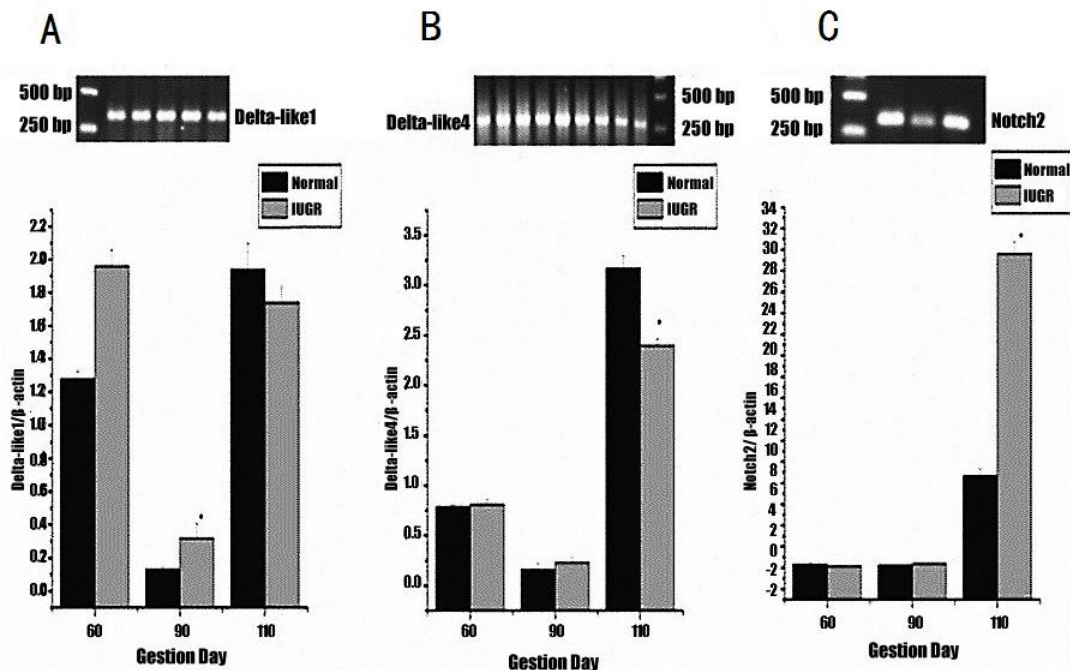 A
500 bp
250 bp
Delta-like1
Normal
IUGR
2.2
2.0
1.8
1.6
1.4
1.2
1.0
0.8
0.6
0.4
0.2
0.0
Delta-like1/β-actin
60
90
110
Gestion Day
B
Delta-like4
500 bp
250 bp
Normal
IUGR
3.5
3.0
2.5
2.0
1.5
1.0
0.5
0.0
Delta-like4/β-actin
60
90
110
Gestion Day
C
500 bp
250 bp
Notch2
Normal
IUGR
34
32
30
28
26
24
22
20
18
16
14
12
10
8
6
4
2
0
-2
-2
Notch2/ β-actin
60
90
110
Gestion Day